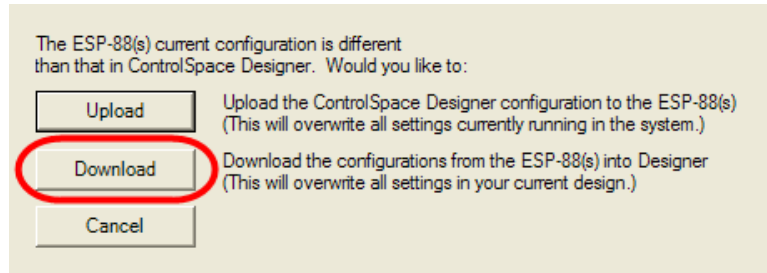 The ESP-88(s) current configuration is different
than that in ControlSpace Designer. Would you like to:
Upload
Upload the ControlSpace Designer configuration to the ESP-88(s)
(This will overwrite all settings currently running in the system.)
Download
Download the configurations from the ESP-88(s) into Designer
(This will overwrite all settings in your current design.)
Cancel